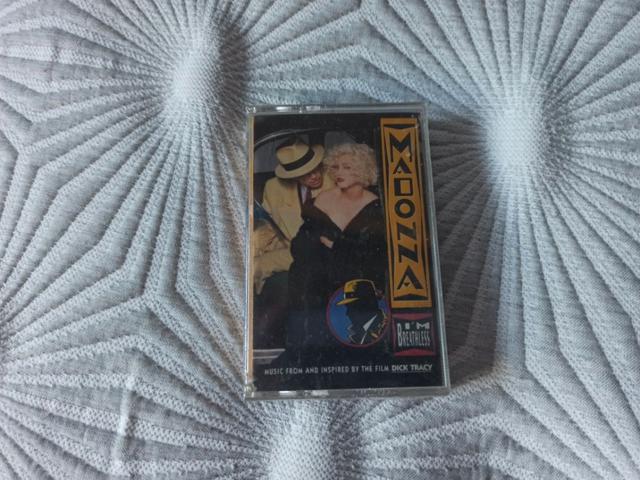 MADONNA
I'M
BREATHLESS
MUSIC FROM AND INSPIRED BY THE FILM DICK TRACY